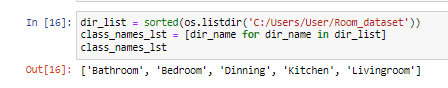 In [16]: dir_list = sorted(os.listdir('C:/Users/User/Room_dataset'))
class_names_lst = [dir_name for dir_name in dir_list]
class_names_lst
Out[16]: ['Bathroom', 'Bedroom', 'Dinning', 'Kitchen', 'Livingroom']